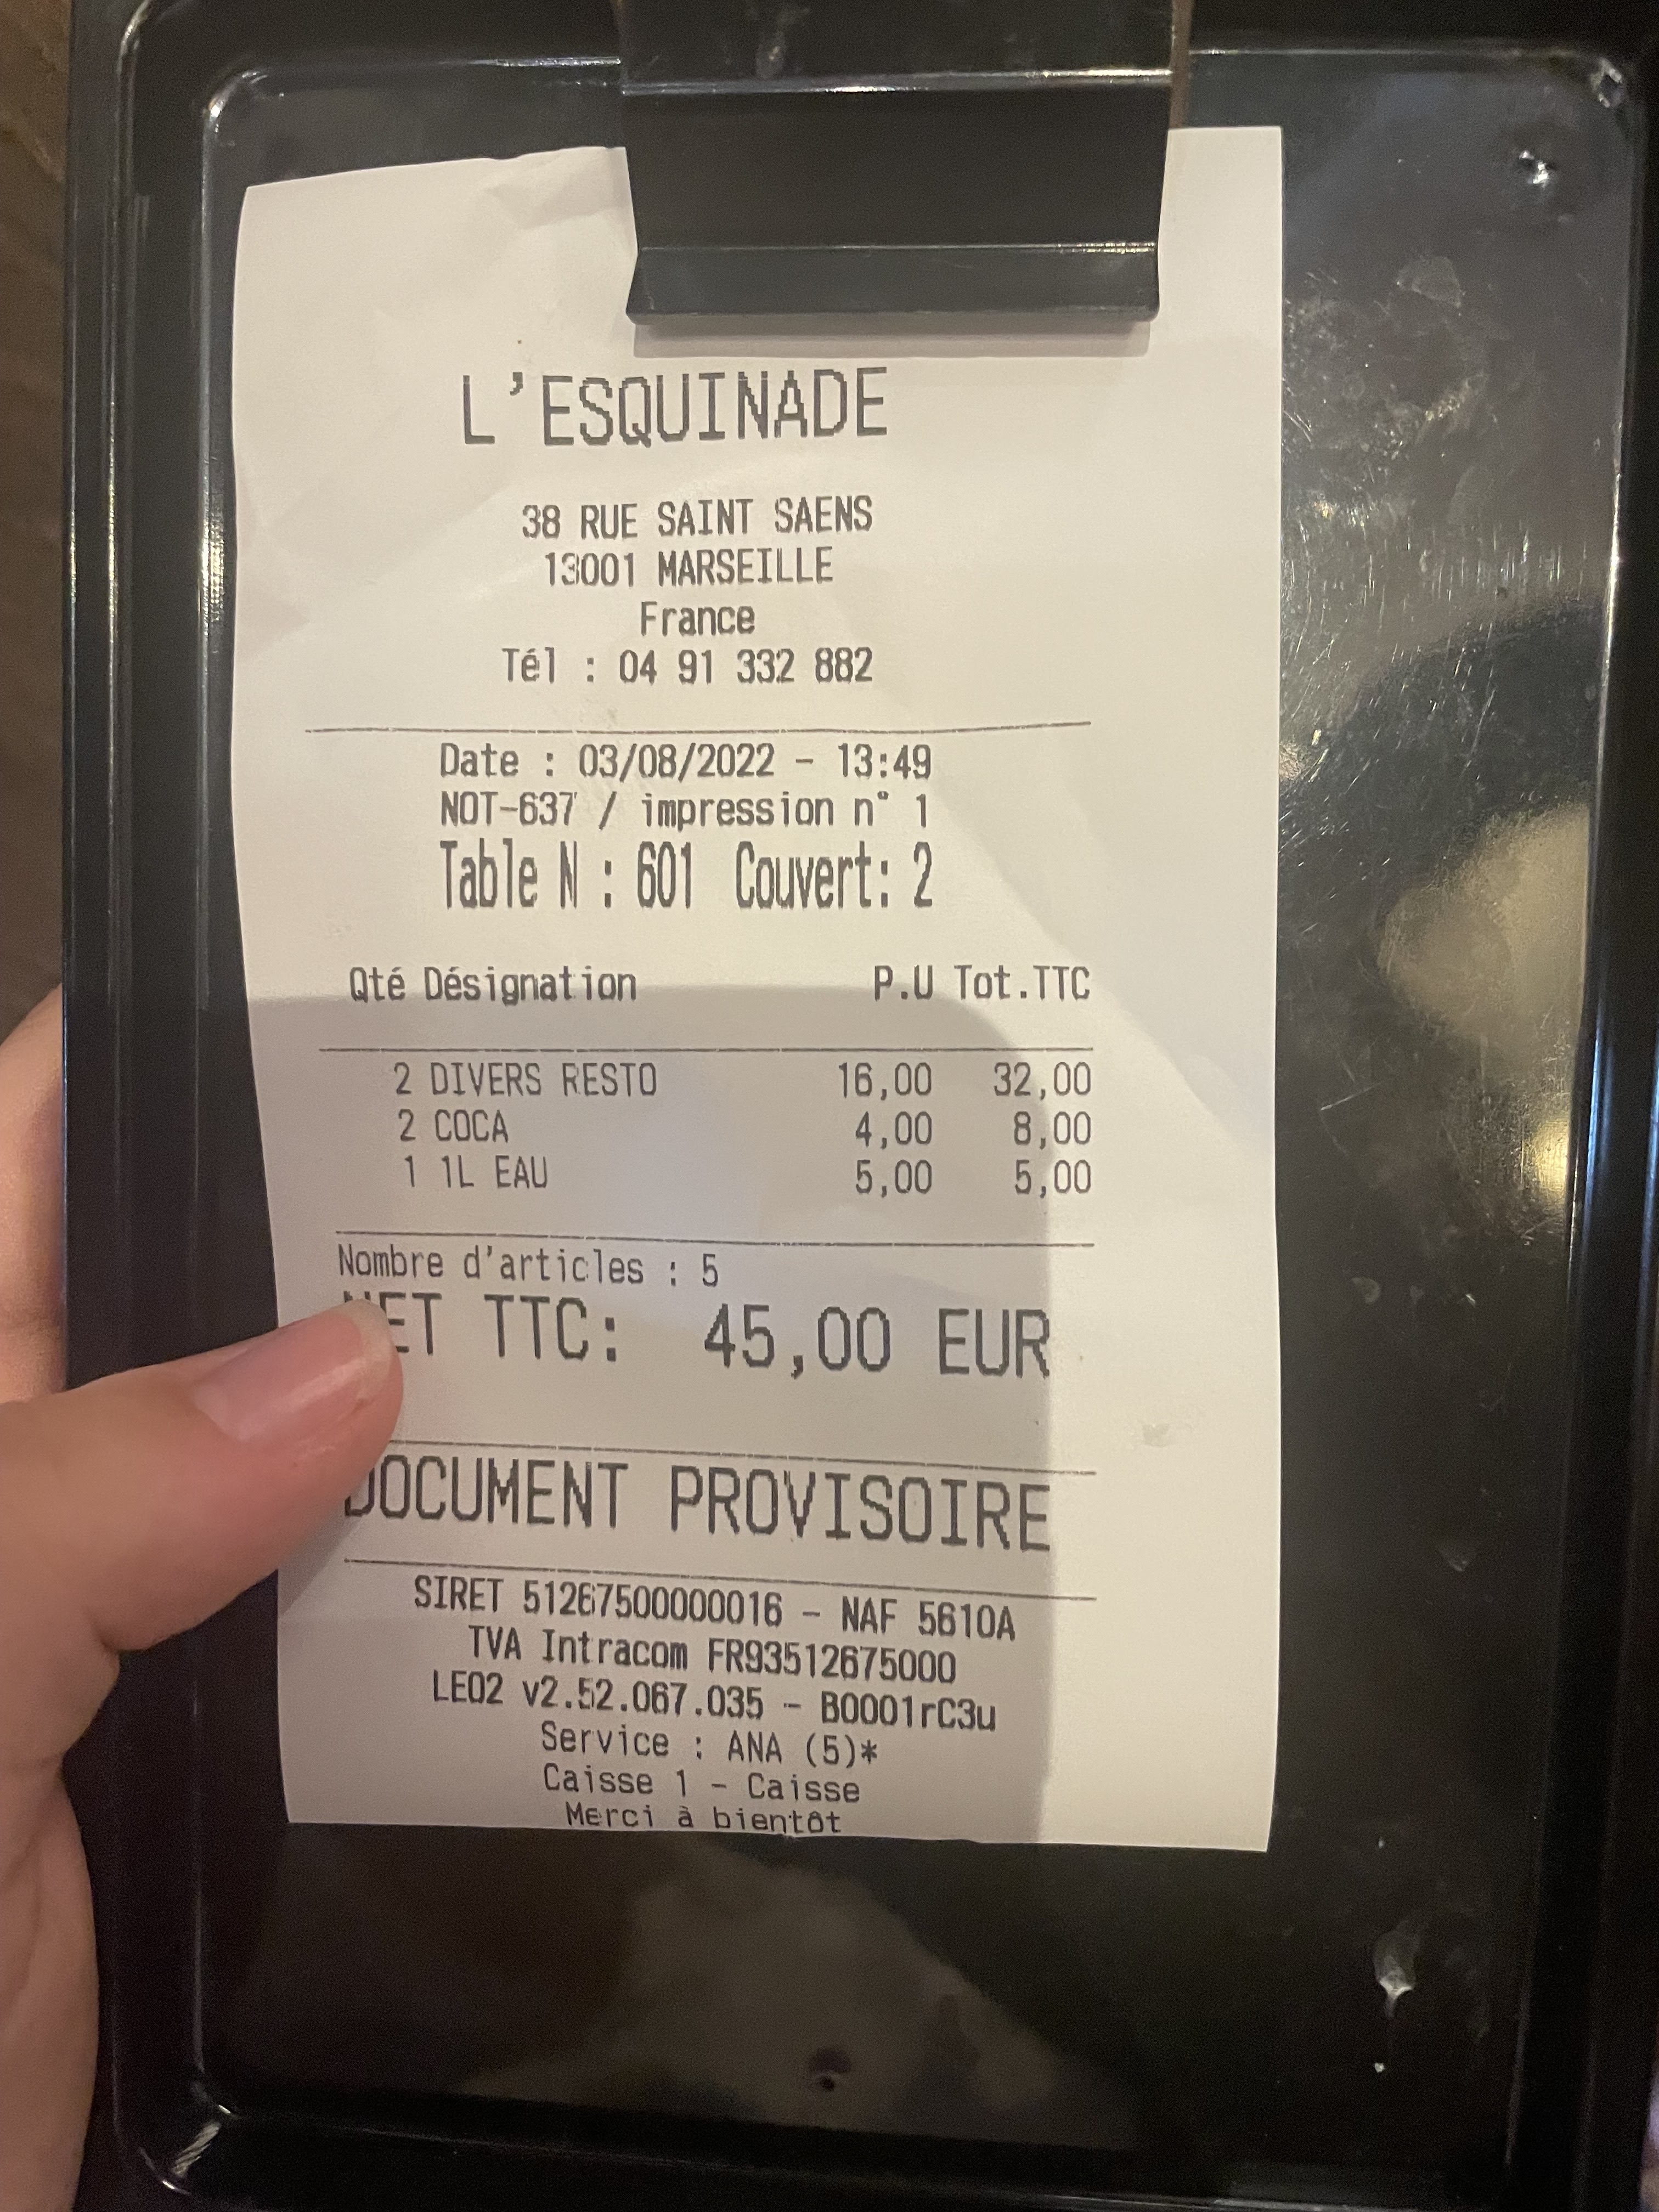 L'ESQUINADE
38 RUE SAINT SAENS
13001 MARSEILLE
France
Tél : 04 91 332 882
Date : 03/08/2022 - 13:49
NOT-637 / impression n° 1
Table N : 601 Couvert: 2
Qté Désignation P.U Tot.TTC
2 DIVERS RESTO 16,00 32,00
2 COCA 4,00 8,00
1 1L EAU 5,00 5,00
Nombre d'articles : 5
NET TTC: 45,00 EUR
DOCUMENT PROVISOIRE
SIRET 51267500000016 - NAF 5610A
TVA Intracom FR93512675000
LEO2 v2.52.067.035 - B0001rC3u
Service : ANA (5)*
Caisse 1 - Caisse
Merci à bientôt